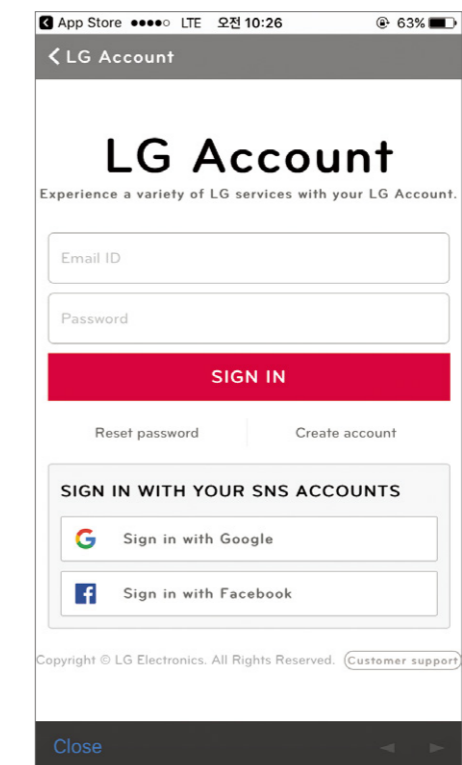 App Store LTE 오전 10:26 63%
LG Account
LG Account
Experience a variety of LG services with your LG Account.
Email ID
Password
SIGN IN
Reset password Create account
SIGN IN WITH YOUR SNS ACCOUNTS
Sign in with Google
Sign in with Facebook
Copyright © LG Electronics. All Rights Reserved. Customer support
Close